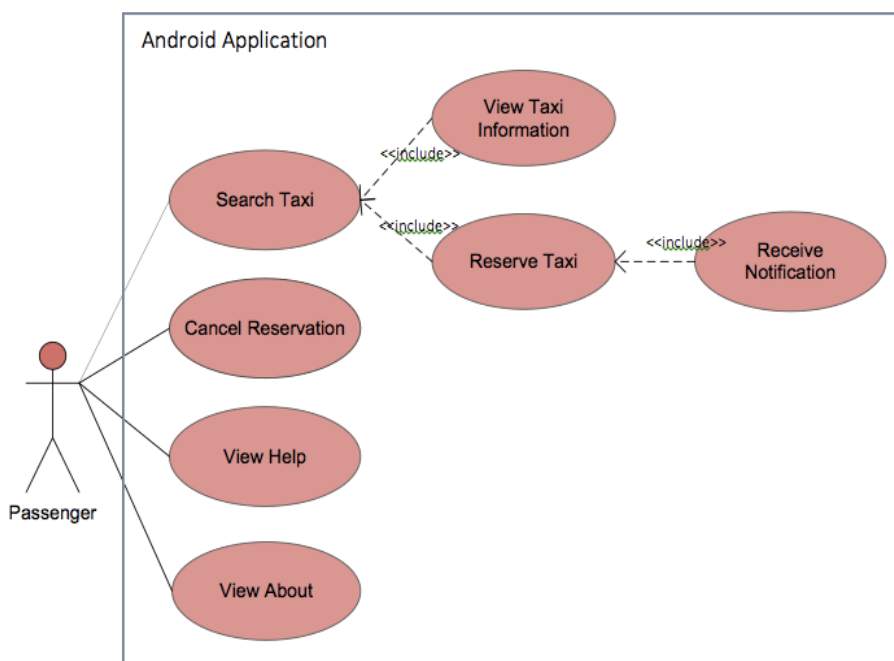 Android Application
View Taxi
Information
<<include>>
Search Taxi
<<include>>
Reserve Taxi
<<include>>
Receive
Notification
Cancel Reservation
View Help
Passenger
View About